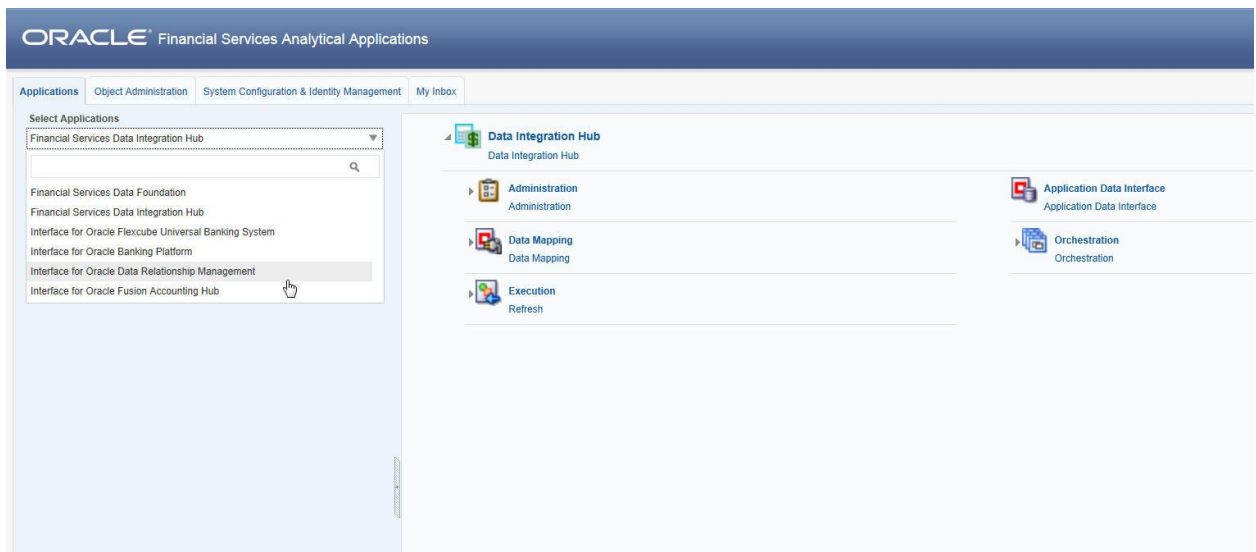 ORACLE® Financial Services Analytical Applications
Applications Object Administration System Configuration & Identity Management My Inbox
Select Applications
Financial Services Data Integration Hub
Financial Services Data Foundation
Financial Services Data Integration Hub
Interface for Oracle Flexcube Universal Banking System
Interface for Oracle Banking Platform
Interface for Oracle Data Relationship Management
Interface for Oracle Fusion Accounting Hub
Data Integration Hub
Data Integration Hub
Administration
Administration
Application Data Interface
Application Data Interface
Data Mapping
Data Mapping
Orchestration
Orchestration
Execution
Refresh